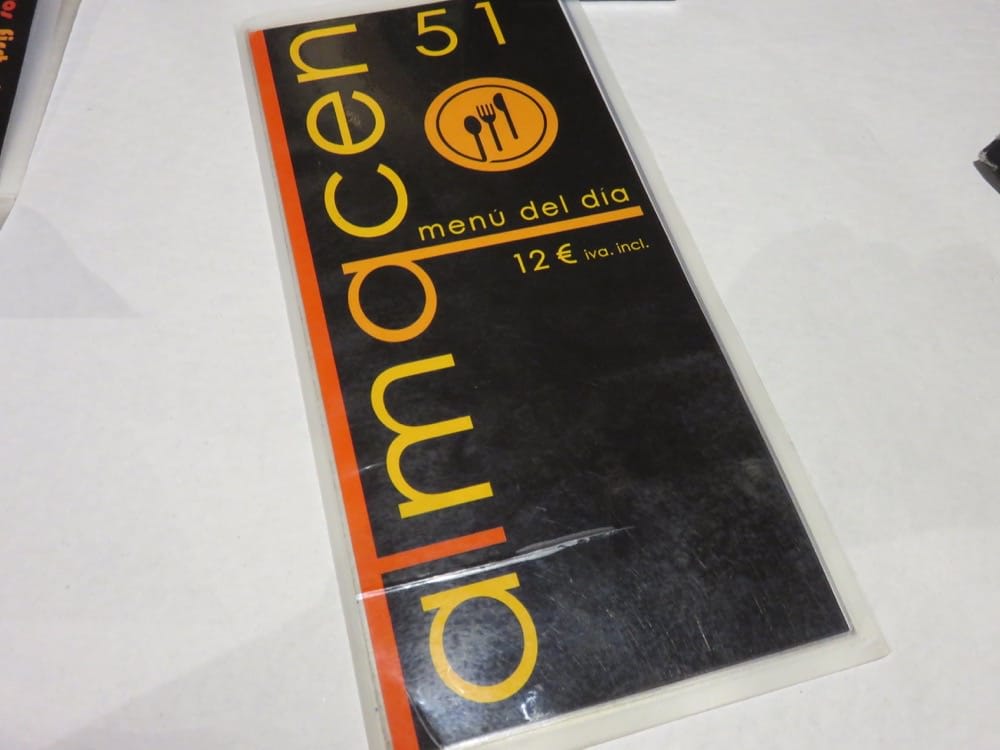 almacen
51
menú del día
12 € iva. incl.